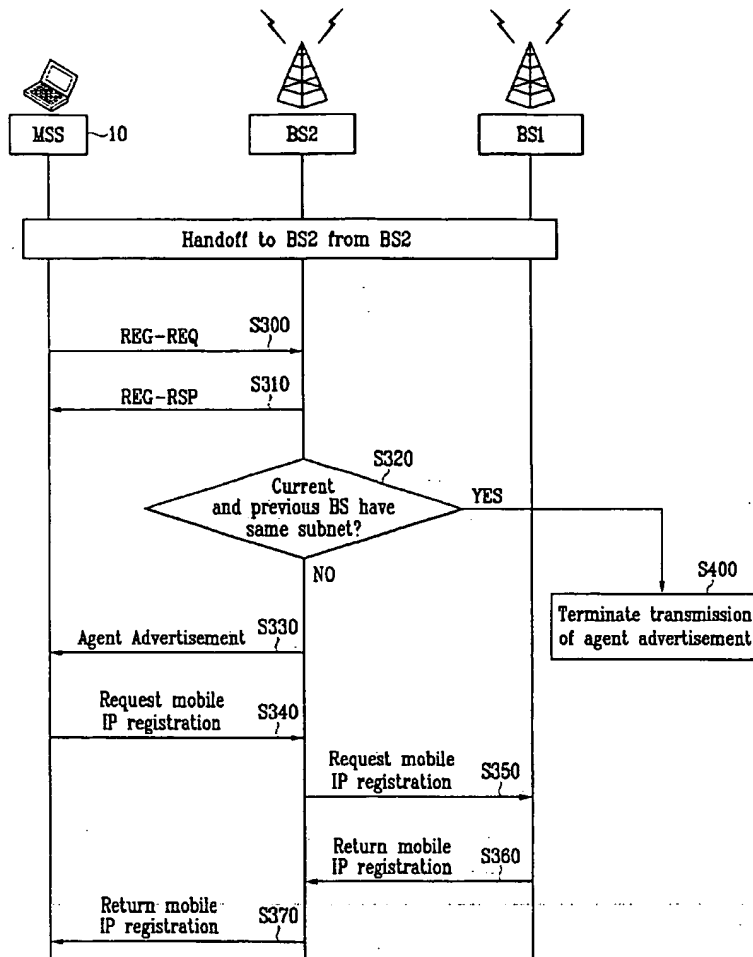 MSS
10
BS2
BS1
Handoff to BS2 from BS2
REG-REQ
S300
REG-RSP
S310
S320
Current
and previous BS have
same subnet?
YES
NO
S400
Terminate transmission
of agent advertisement
Agent Advertisement
S330
Request mobile
IP registration
S340
Request mobile
IP registration
S350
Return mobile
IP registration
S360
Return mobile
IP registration
S370